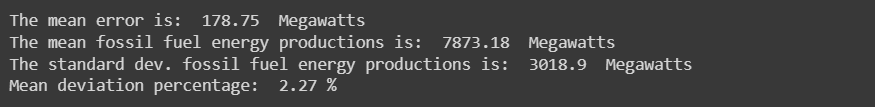 The mean error is:  178.75  Megawatts
The mean fossil fuel energy productions is:  7873.18  Megawatts
The standard dev. fossil fuel energy productions is:  3018.9  Megawatts
Mean deviation percentage:  2.27 %